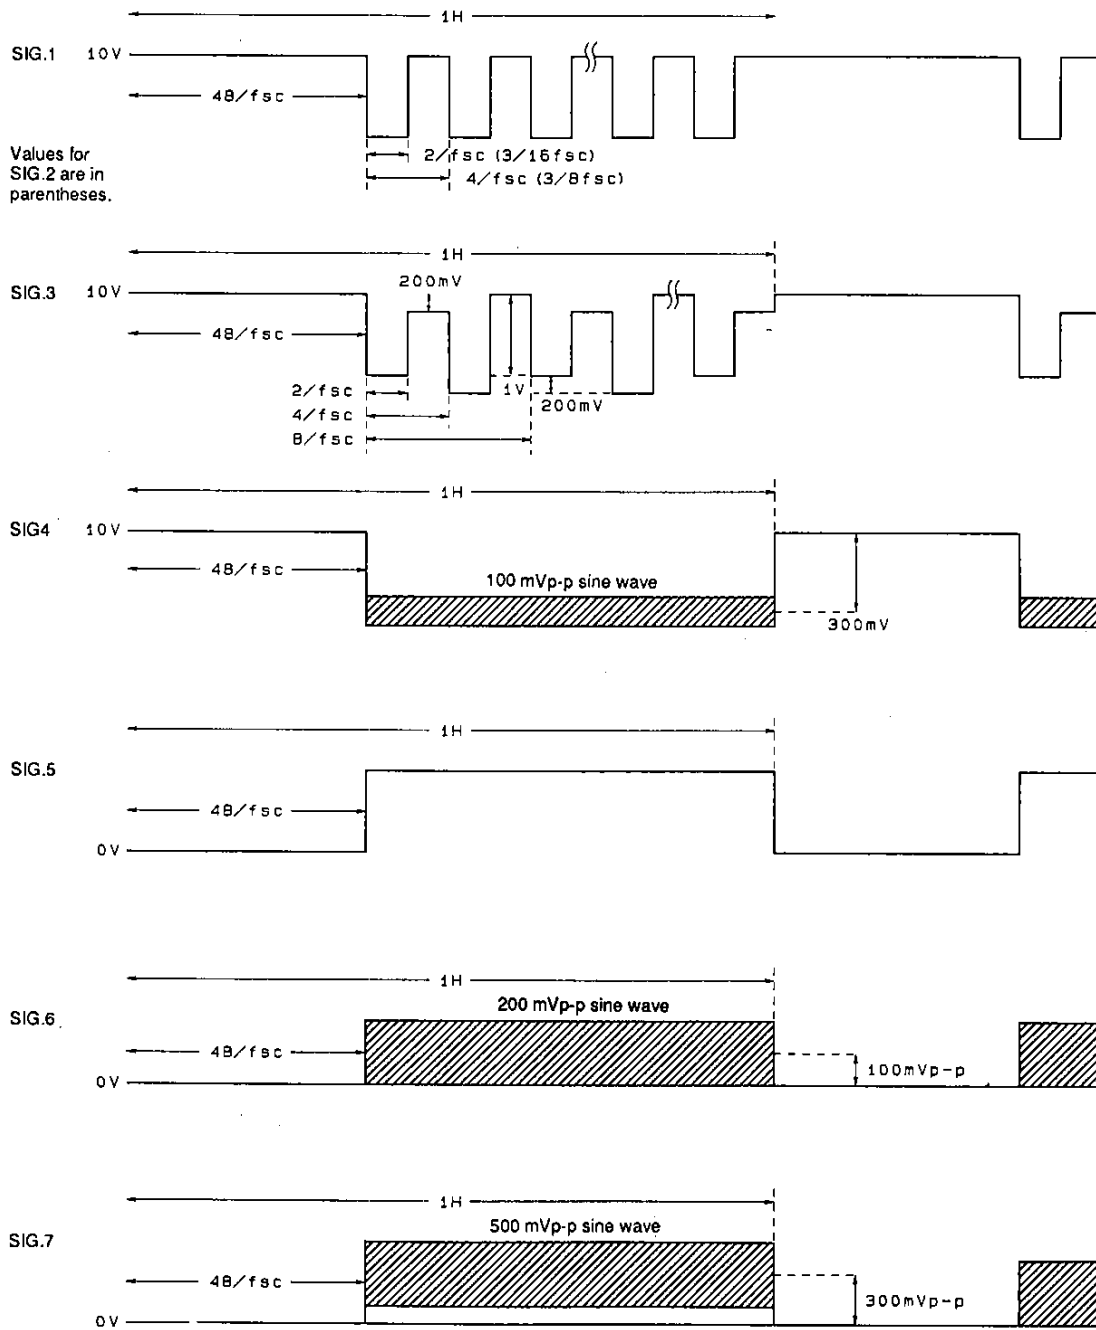 1H
SIG.1 10V
48/fsc
Values for
SIG.2 are in
parentheses.
2/fsc (3/16fsc)
4/fsc (3/8fsc)
1H
SIG.3 10V
200mV
48/fsc
2/fsc
1V
200mV
4/fsc
8/fsc
1H
SIG4 10V
48/fsc
100 mVp-p sine wave
300mV
1H
SIG.5
48/fsc
0V
1H
200 mVp-p sine wave
SIG.6
48/fsc
100mVp-p
0V
1H
500 mVp-p sine wave
SIG.7
48/fsc
300mVp-p
0V